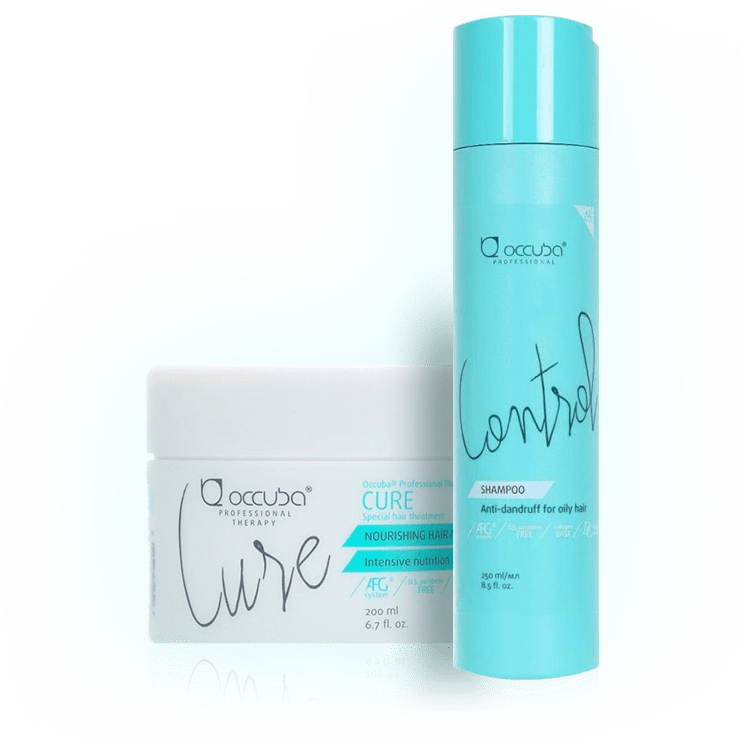 occuba®
PROFESSIONAL
Control
SHAMPOO
Anti-dandruff for oily hair
AFG®
system
FREE
BASE
250 ml/мл
8.5 fl. oz.
occuba®
PROFESSIONAL
THERAPY
Cure
Occuba® Professional
CURE
Special hair treatment
NOURISHING HAIR
Intensive nutrition
AFG®
system
FREE
200 ml
6.7 fl. oz.